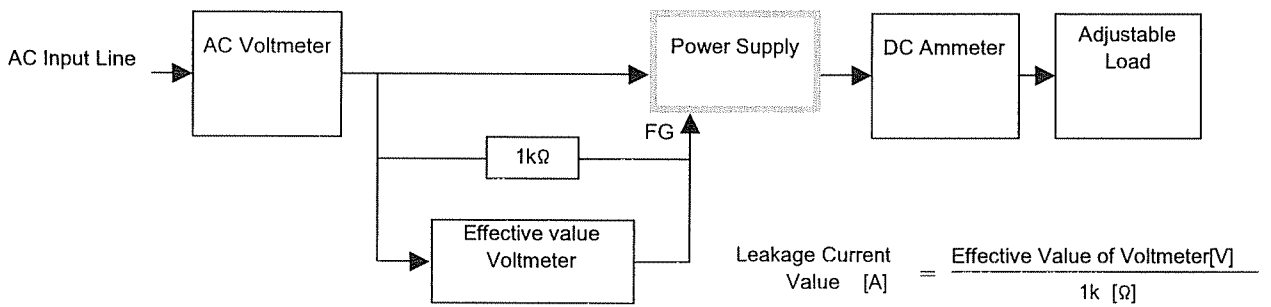 AC Input Line
AC Voltmeter
Power Supply
DC Ammeter
Adjustable
Load
FG
1kΩ
Effective value
Voltmeter
Leakage Current
Value [A]
=
Effective Value of Voltmeter[V]
1k [Ω]